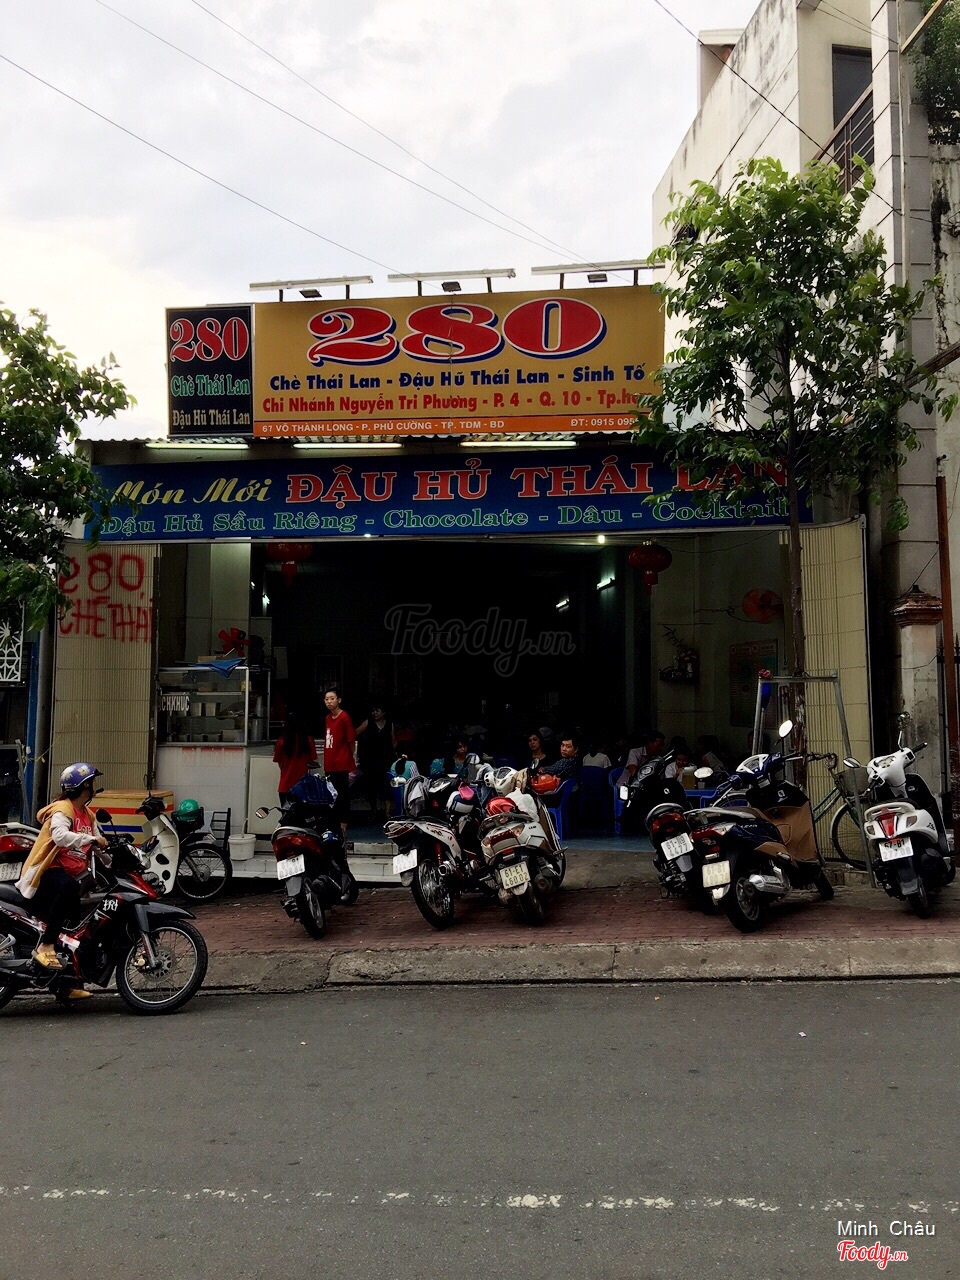 280
Chè Thái Lan
Đậu Hũ Thái Lan
280
Chè Thái Lan - Đậu Hũ Thái Lan - Sinh Tố
Chi Nhánh Nguyễn Tri Phương - P. 4 - Q. 10 - Tp.h
67 VÕ THÀNH LONG - P. PHÚ CƯỜNG - TP. TDM - BD
ĐT: 0915 095
Món Mới ĐẬU HỦ THÁI LAN
Đậu Hủ Sầu Riêng - Chocolate - Dâu - Cocktail
280
CHÈ THÁI
Foody.vn
Minh Châu
Foody.vn